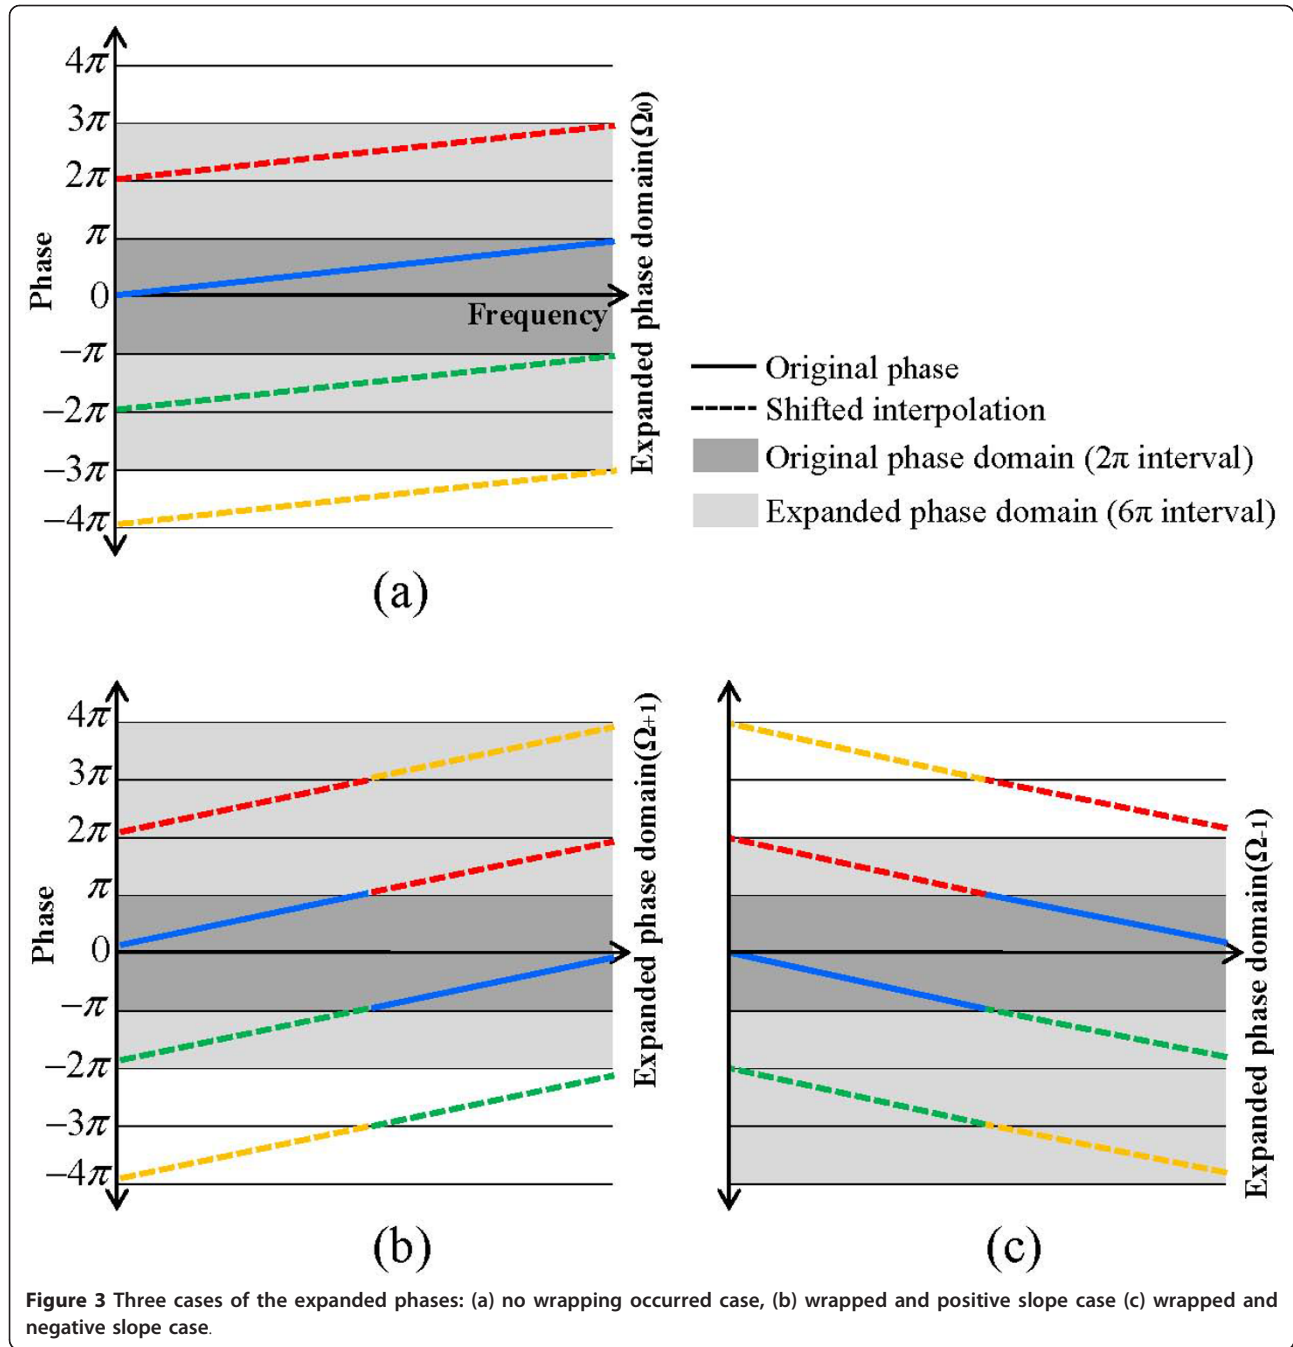 4π
3π
2π
π
0
−π
−2π
−3π
−4π
Phase
Frequency
Expanded phase domain(Ω0)
(a)
Original phase
Shifted interpolation
Original phase domain (2π interval)
Expanded phase domain (6π interval)
4π
3π
2π
π
0
−π
−2π
−3π
−4π
Phase
Expanded phase domain(Ω+1)
(b)
Expanded phase domain(Ω-1)
(c)
Figure 3 Three cases of the expanded phases: (a) no wrapping occurred case, (b) wrapped and positive slope case (c) wrapped and
negative slope case.